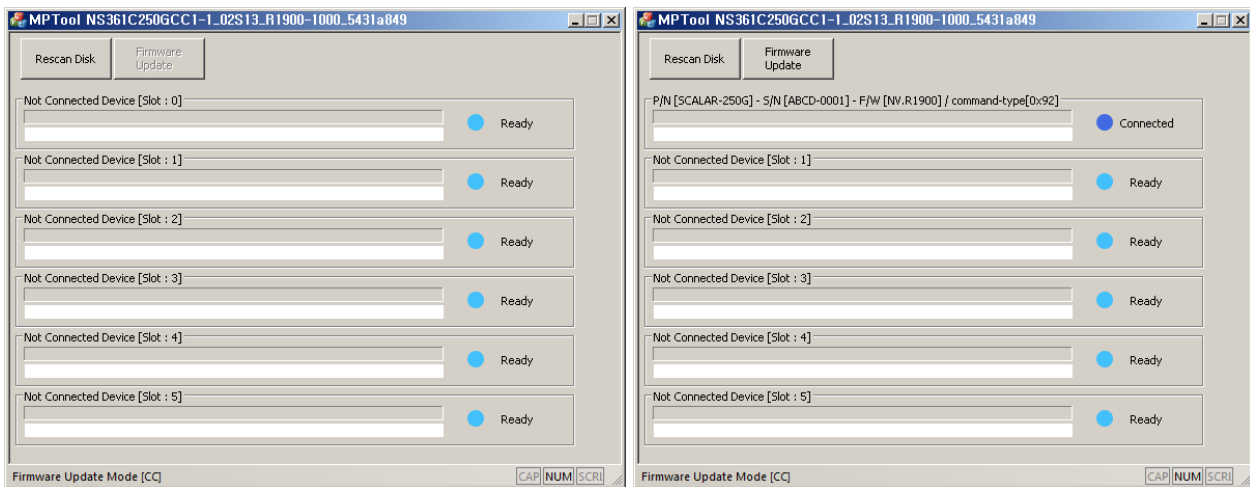 MPTool NS361C250GCC1-1_02S13_R1900-1000_5431a849
Rescan Disk
Firmware
Update
Not Connected Device [Slot : 0]
Ready
Not Connected Device [Slot : 1]
Ready
Not Connected Device [Slot : 2]
Ready
Not Connected Device [Slot : 3]
Ready
Not Connected Device [Slot : 4]
Ready
Not Connected Device [Slot : 5]
Ready
Firmware Update Mode [CC]
CAP NUM SCRL
MPTool NS361C250GCC1-1_02S13_R1900-1000_5431a849
Rescan Disk
Firmware
Update
P/N [SCALAR-250G] - S/N [ABCD-0001] - F/W [NV.R1900] / command-type[0x92]
Connected
Not Connected Device [Slot : 1]
Ready
Not Connected Device [Slot : 2]
Ready
Not Connected Device [Slot : 3]
Ready
Not Connected Device [Slot : 4]
Ready
Not Connected Device [Slot : 5]
Ready
Firmware Update Mode [CC]
CAP NUM SCRL